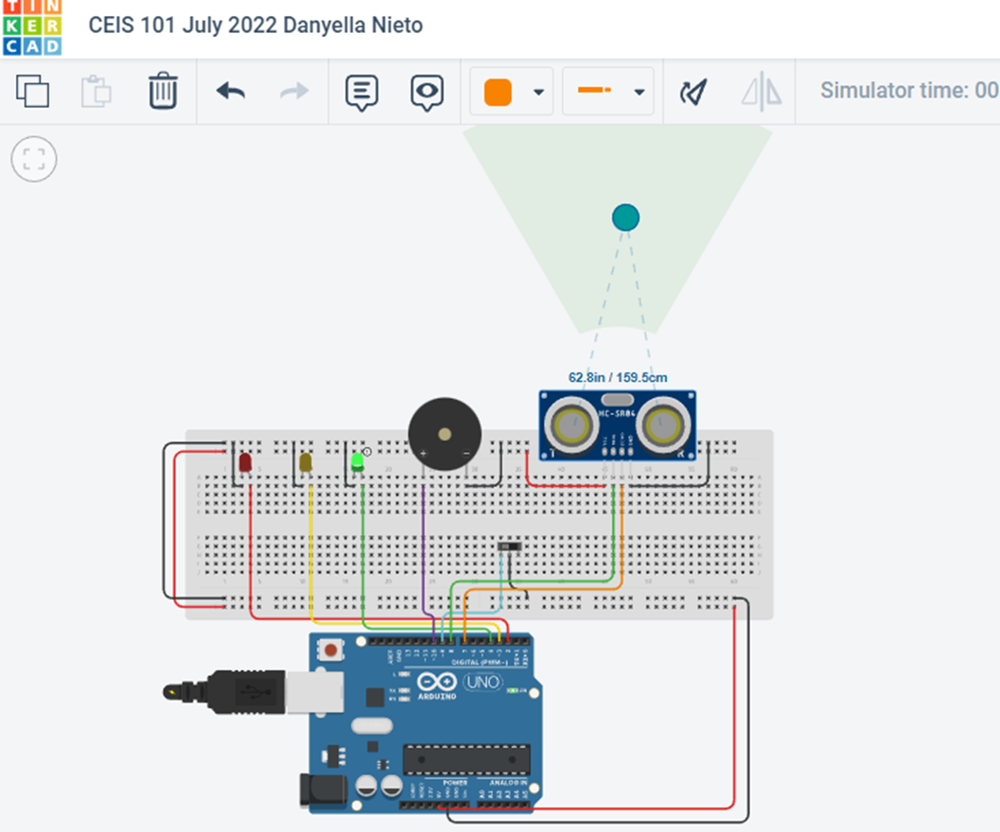 TIN
KER
CAD
CEIS 101 July 2022 Danyella Nieto
Simulator time: 00
62.8in / 159.5cm
HC-SR04
T
R
+
−
DIGITAL (PWM~)
UNO
ARDUINO
POWER
ANALOG IN